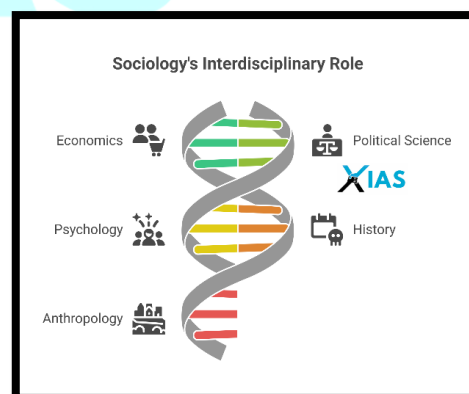 Sociology's Interdisciplinary Role
Economics
Political Science
XIAS
Psychology
History
Anthropology